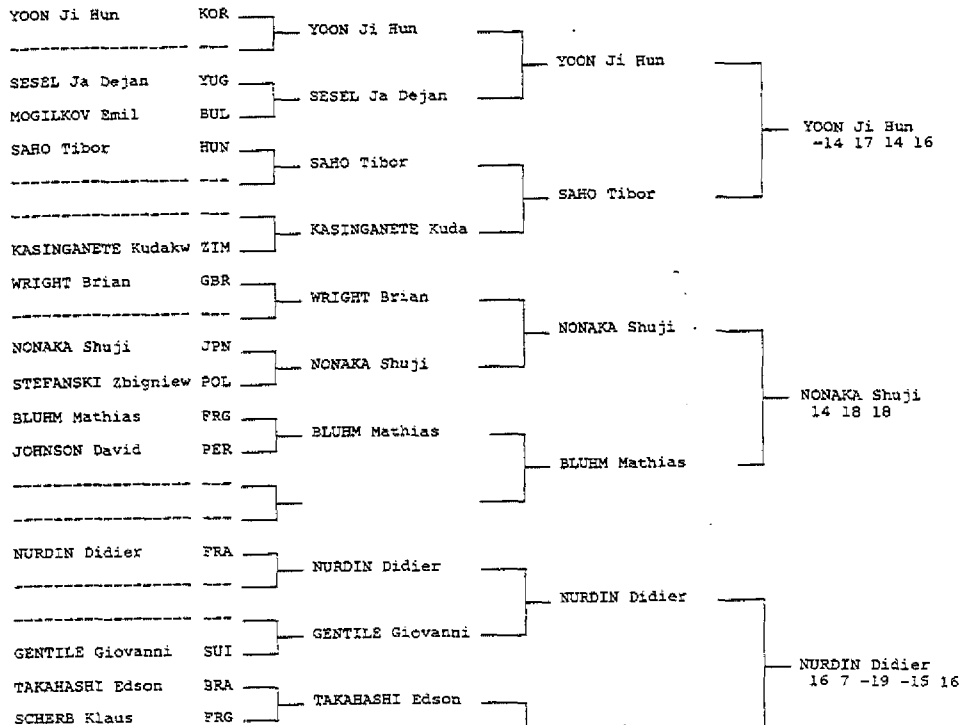 YOON Ji Hun KOR
YOON Ji Hun
YOON Ji Hun
SESEL Ja Dejan YUG
SESEL Ja Dejan
MOGILKOV Emil BUL
YOON Ji Hun
-14 17 14 16
SAHO Tibor HUN
SAHO Tibor
SAHO Tibor
KASINGANETE Kuda
KASINGANETE Kudakw ZIM
WRIGHT Brian GBR
WRIGHT Brian
NONAKA Shuji
NONAKA Shuji JPN
NONAKA Shuji
STEFANSKI Zbigniew POL
NONAKA Shuji
14 18 18
BLUHM Mathias FRG
BLUHM Mathias
JOHNSON David PER
BLUHM Mathias
NURDIN Didier FRA
NURDIN Didier
NURDIN Didier
GENTILE Giovanni
GENTILE Giovanni SUI
NURDIN Didier
16 7 -19 -15 16
TAKAHASHI Edson BRA
TAKAHASHI Edson
SCHERB Klaus FRG